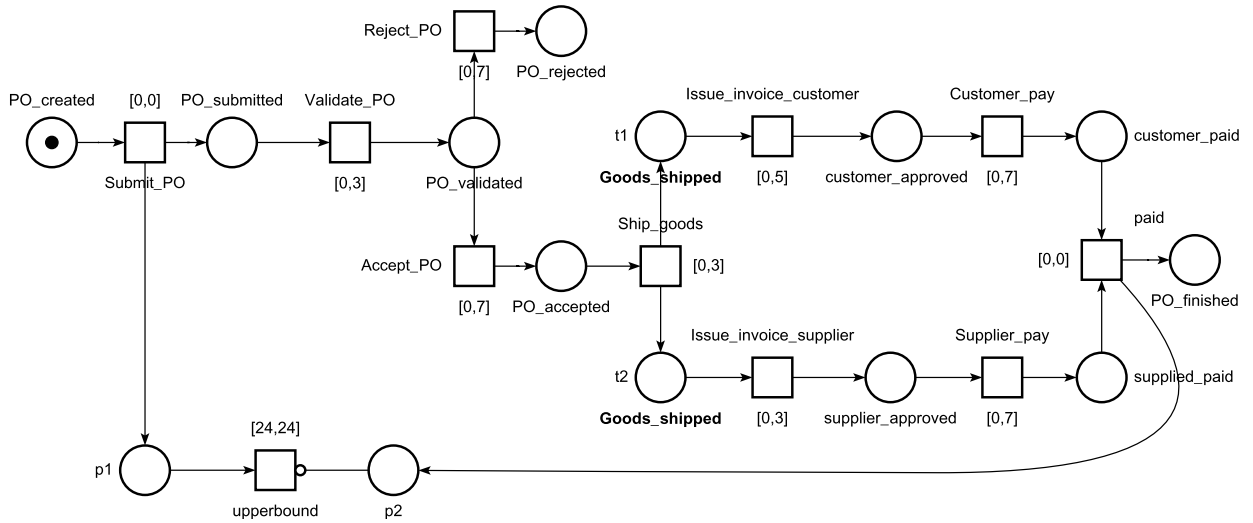 Reject_PO
PO_rejected
[0,7]
PO_created
[0,0]
PO_submitted
Validate_PO
Submit_PO
[0,3]
PO_validated
Issue_invoice_customer
Customer_pay
t1
customer_paid
Goods_shipped
[0,5]
customer_approved
[0,7]
Ship_goods
paid
Accept_PO
[0,3]
[0,0]
[0,7]
PO_accepted
PO_finished
Issue_invoice_supplier
Supplier_pay
t2
supplied_paid
Goods_shipped
[0,3]
supplier_approved
[0,7]
[24,24]
p1
upperbound
p2